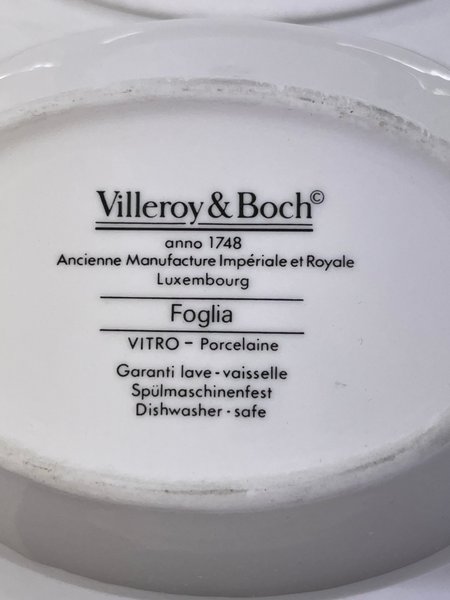 Villeroy & Boch©
anno 1748
Ancienne Manufacture Impériale et Royale
Luxembourg
Foglia
VITRO - Porcelaine
Garanti lave-vaisselle
Spülmaschinenfest
Dishwasher-safe